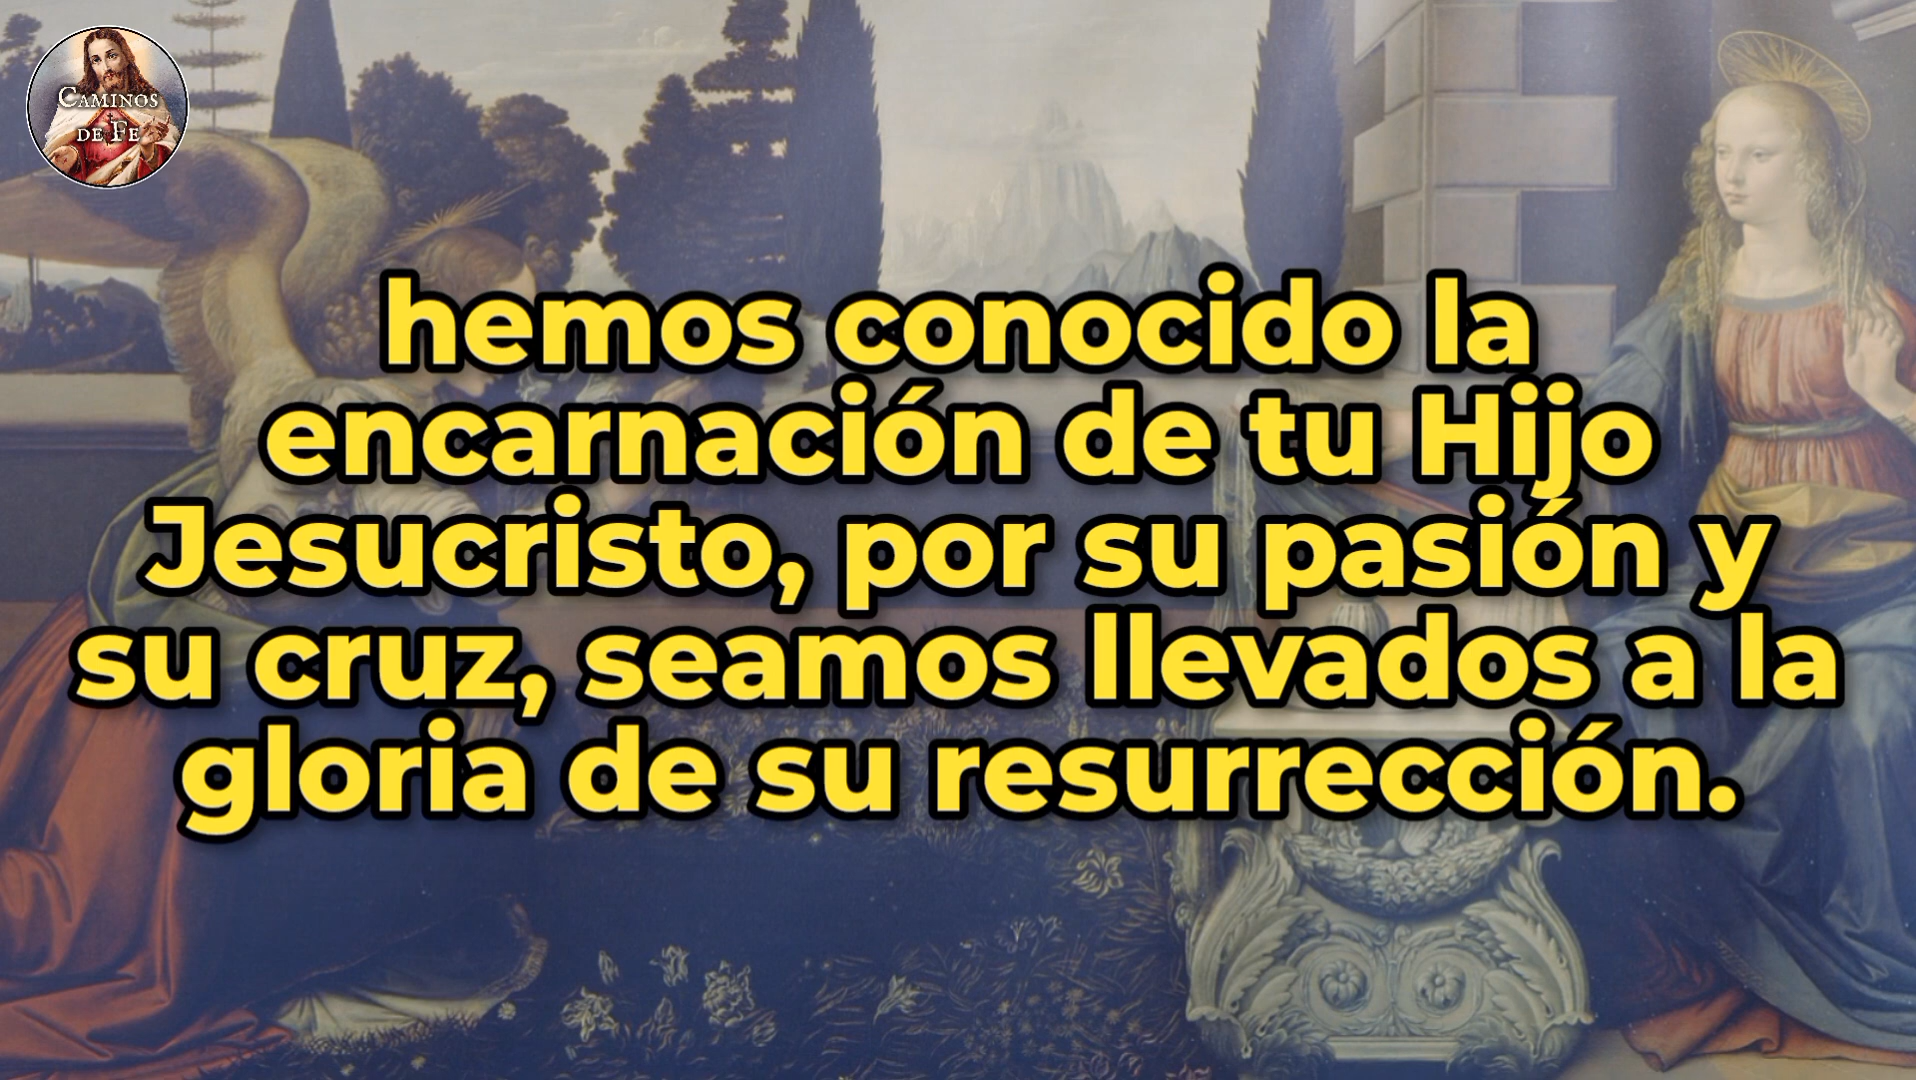 CAMINOS
DE FE
hemos conocido la
encarnación de tu Hijo
Jesucristo, por su pasión y
su cruz, seamos llevados a la
gloria de su resurrección.